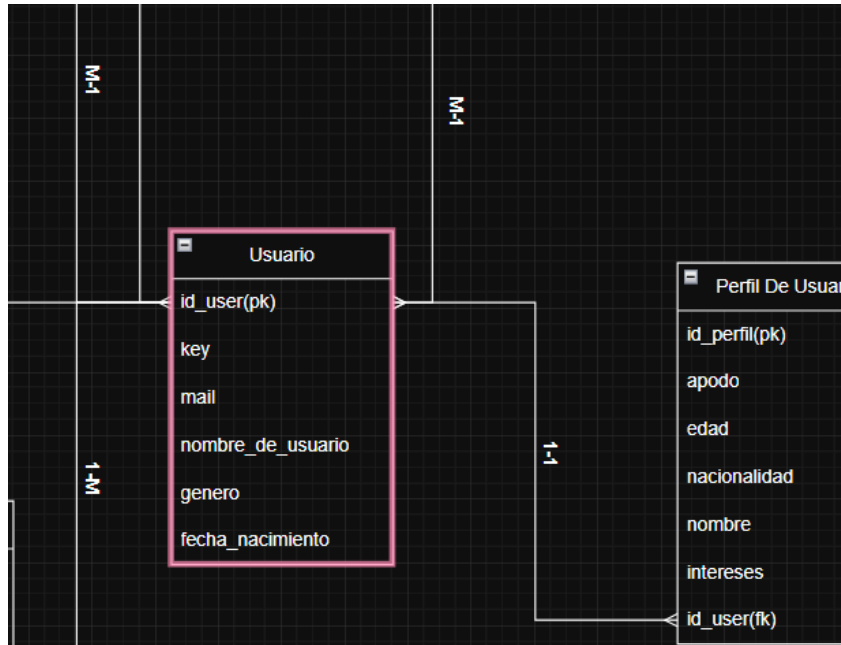 M-1
M-1
Usuario
id_user(pk)
key
mail
nombre_de_usuario
genero
fecha_nacimiento
1-M
1-1
Perfil De
id_perfil(pk)
apodo
edad
nacionalidad
nombre
intereses
id_user(fk)